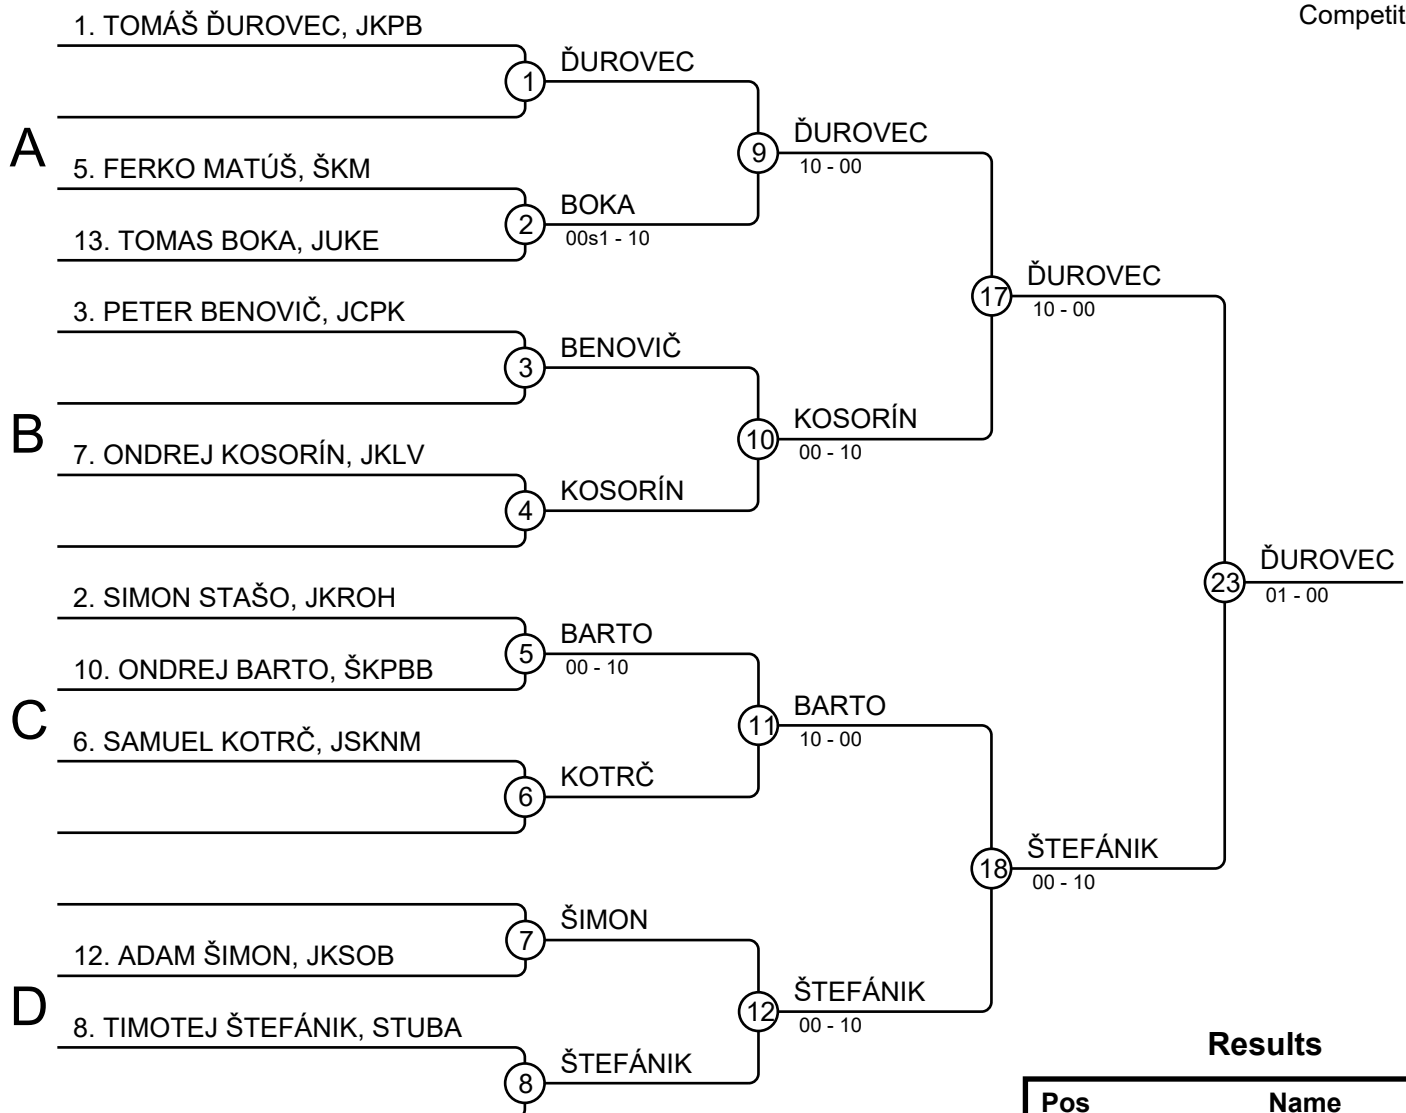 Competit
1. TOMÁŠ ĎUROVEC, JKPB
1
ĎUROVEC
A
9
ĎUROVEC
10 - 00
5. FERKO MATÚŠ, ŠKM
2
BOKA
00s1 - 10
13. TOMAS BOKA, JUKE
17
ĎUROVEC
10 - 00
3. PETER BENOVIČ, JCPK
3
BENOVIČ
B
10
KOSORÍN
00 - 10
7. ONDREJ KOSORÍN, JKLV
4
KOSORÍN
23
ĎUROVEC
01 - 00
2. SIMON STAŠO, JKROH
5
BARTO
00 - 10
10. ONDREJ BARTO, ŠKPBB
C
11
BARTO
10 - 00
6. SAMUEL KOTRČ, JSKNM
6
KOTRČ
18
ŠTEFÁNIK
00 - 10
7
ŠIMON
12. ADAM ŠIMON, JKSOB
D
12
ŠTEFÁNIK
00 - 10
8. TIMOTEJ ŠTEFÁNIK, STUBA
8
ŠTEFÁNIK
Results
Pos Name